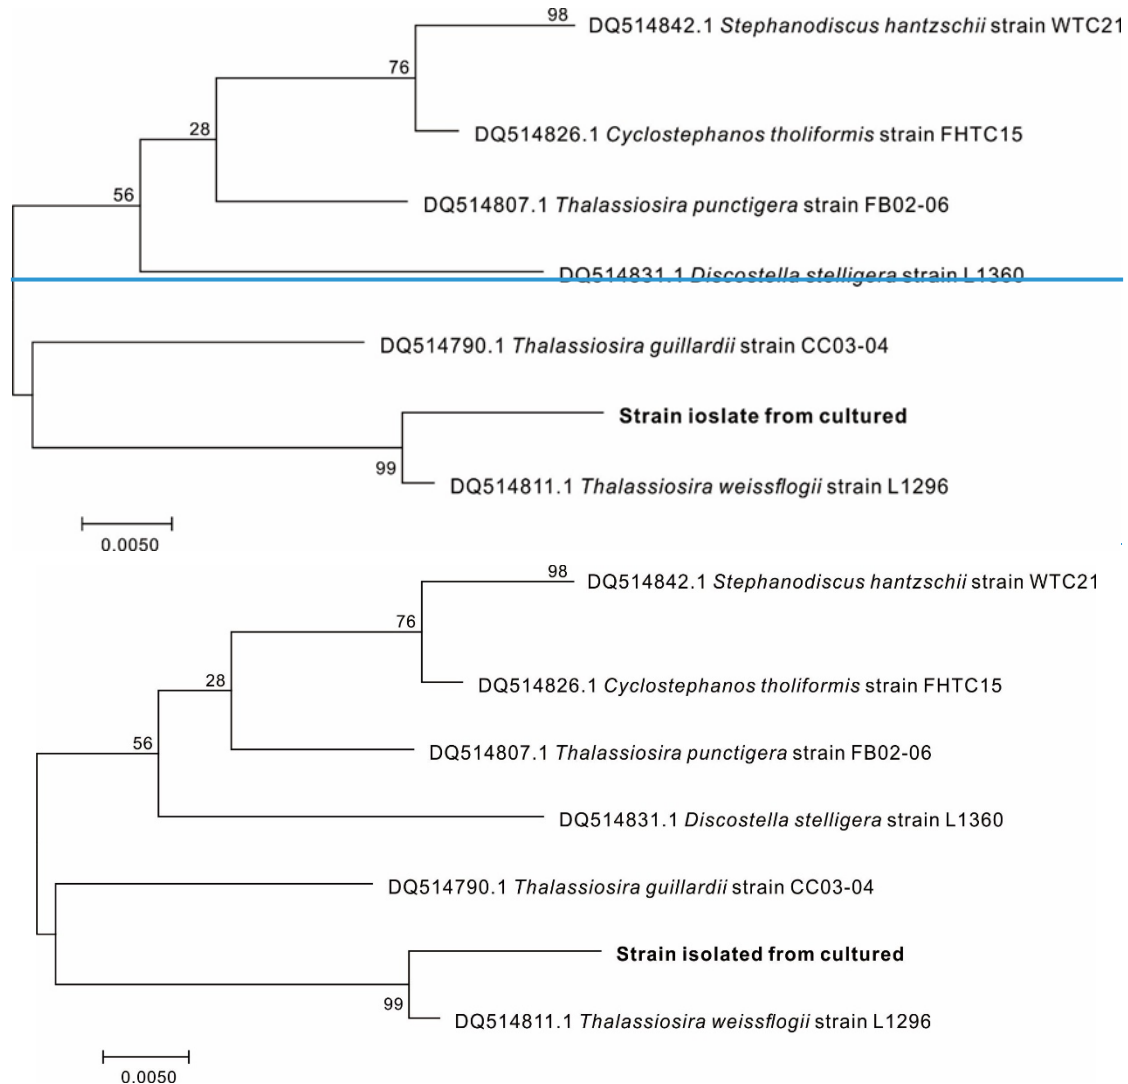 98
DQ514842.1 Stephanodiscus hantzschii strain WTC21
76
DQ514826.1 Cyclostephanos tholiformis strain FHTC15
28
DQ514807.1 Thalassiosira punctigera strain FB02-06
56
DQ514831.1 Discostella stelligera strain L1360
DQ514790.1 Thalassiosira guillardii strain CC03-04
Strain ioslate from cultured
99
DQ514811.1 Thalassiosira weissflogii strain L1296
0.0050
98
DQ514842.1 Stephanodiscus hantzschii strain WTC21
76
DQ514826.1 Cyclostephanos tholiformis strain FHTC15
28
DQ514807.1 Thalassiosira punctigera strain FB02-06
56
DQ514831.1 Discostella stelligera strain L1360
DQ514790.1 Thalassiosira guillardii strain CC03-04
Strain isolated from cultured
99
DQ514811.1 Thalassiosira weissflogii strain L1296
0.0050